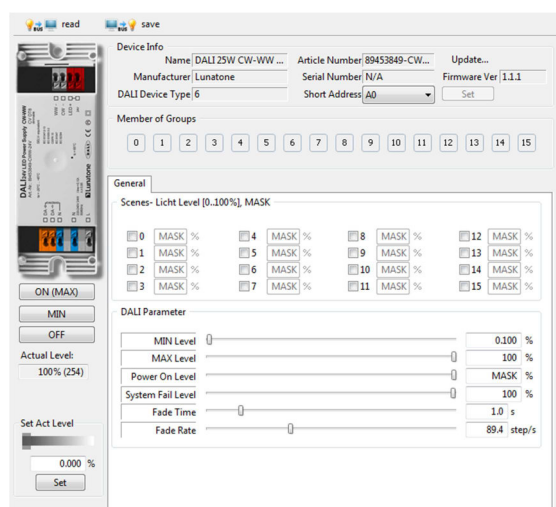 read save
Device Info
Name DALI 25W CW-WW ... Article Number 89453849-CW... Update...
Manufacturer Lunatone Serial Number N/A Firmware Ver 1.1.1
DALI Device Type 6 Short Address A0 Set
Member of Groups
0 1 2 3 4 5 6 7 8 9 10 11 12 13 14 15
General
Scenes- Licht Level [0..100%], MASK
0 MASK % 4 MASK % 8 MASK % 12 MASK %
1 MASK % 5 MASK % 9 MASK % 13 MASK %
2 MASK % 6 MASK % 10 MASK % 14 MASK %
3 MASK % 7 MASK % 11 MASK % 15 MASK %
DALI Parameter
MIN Level 0.100 %
MAX Level 100 %
Power On Level MASK %
System Fail Level 100 %
Fade Time 1.0 s
Fade Rate 89.4 step/s
ON (MAX)
MIN
OFF
Actual Level:
100% (254)
Set Act Level
0.000 %
Set
Lunatone